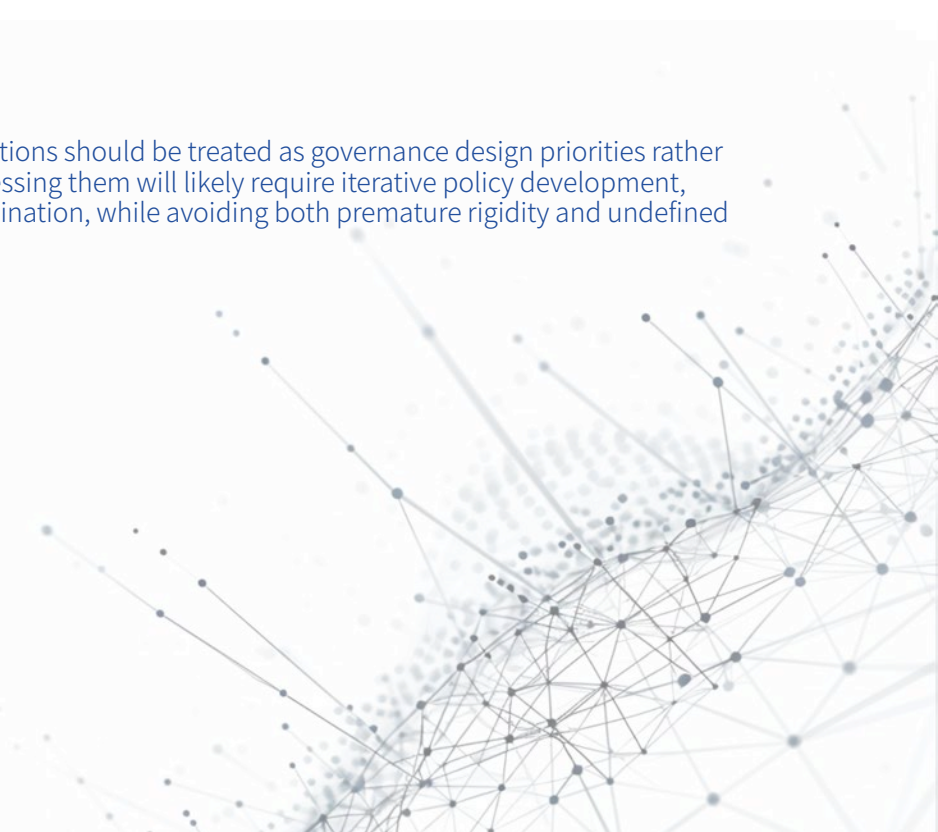 tions should be treated as governance design priorities rather
ssing them will likely require iterative policy development,
ination, while avoiding both premature rigidity and undefined